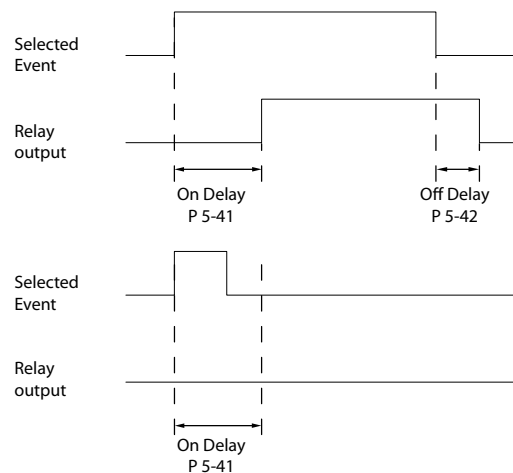 Selected
Event
Relay
output
On Delay
P 5-41
Off Delay
P 5-42
Selected
Event
Relay
output
On Delay
P 5-41